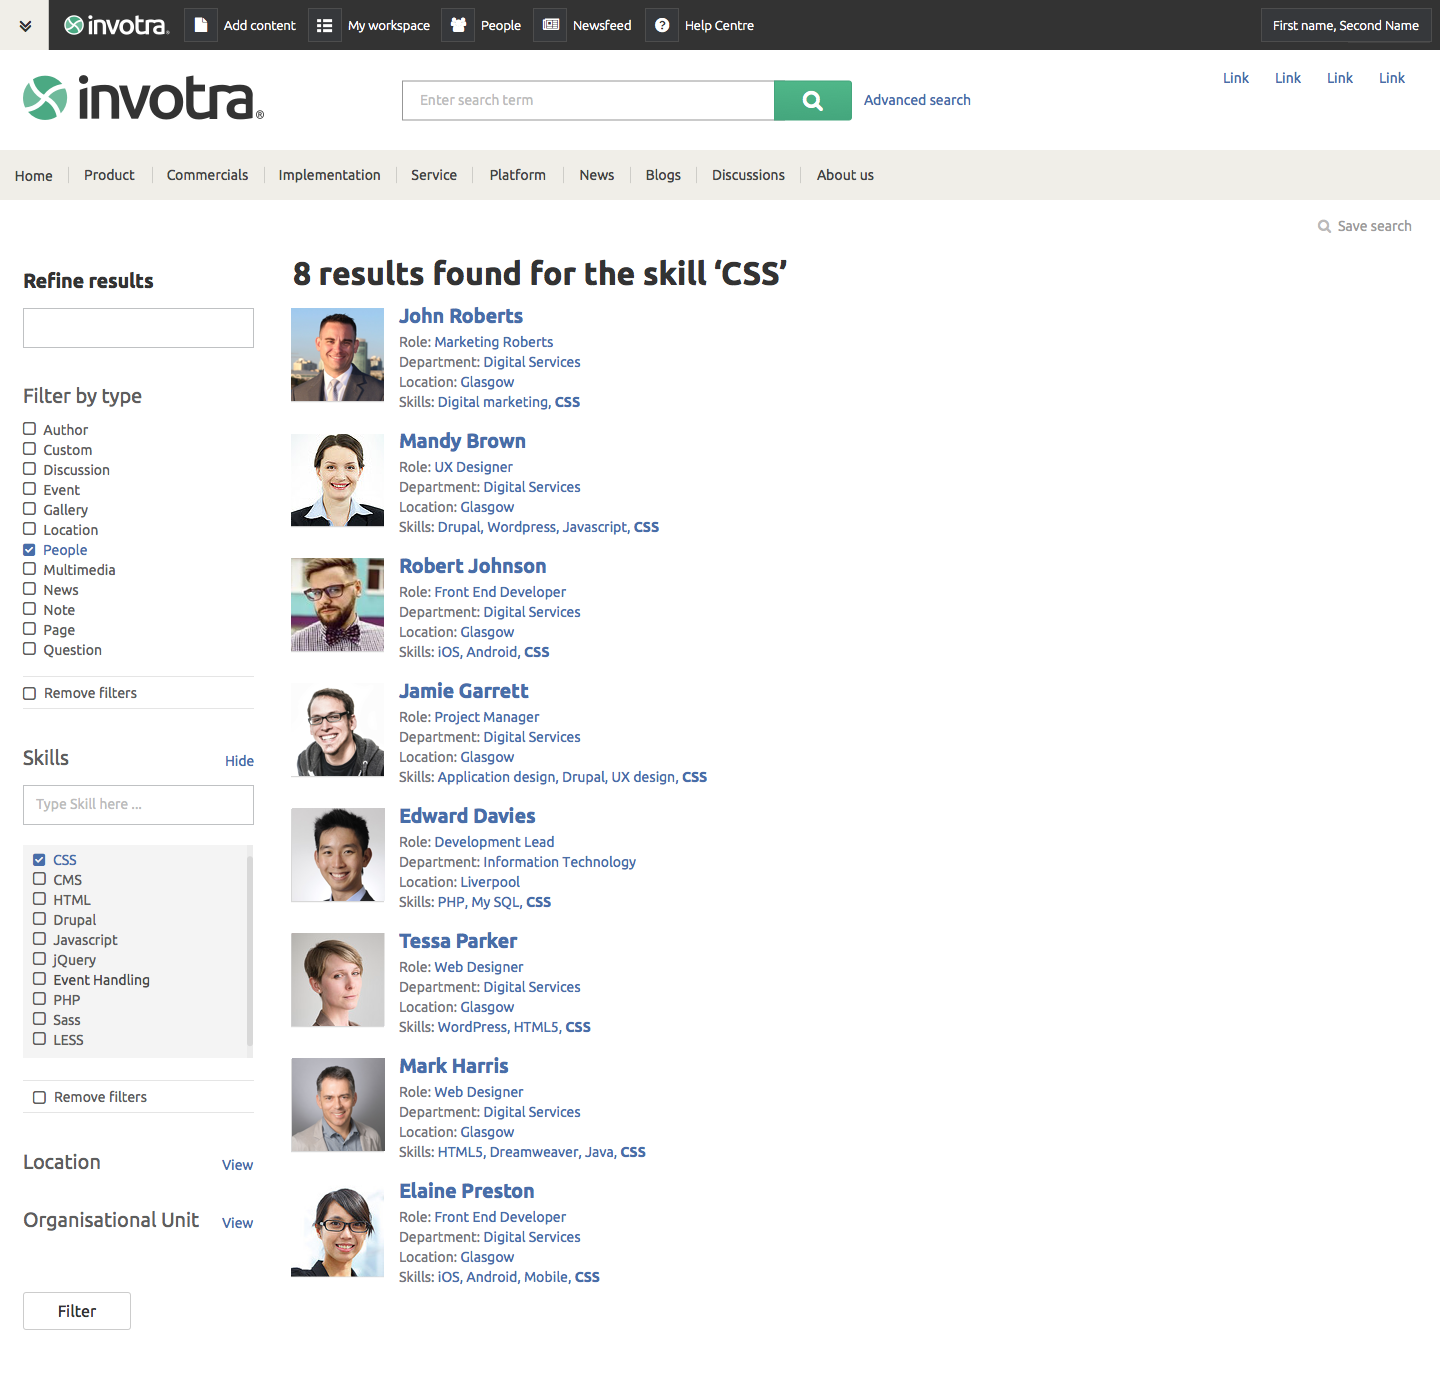 invotra® Add content My workspace People Newsfeed Help Centre First name, Second Name
invotra®
Enter search term
Advanced search
Link Link Link Link
Home Product Commercials Implementation Service Platform News Blogs Discussions About us
Save search
Refine results
Filter by type
Author
Custom
Discussion
Event
Gallery
Location
People
Multimedia
News
Note
Page
Question
Remove filters
Skills Hide
Type Skill here ...
CSS
CMS
HTML
Drupal
Javascript
jQuery
Event Handling
PHP
Sass
LESS
Remove filters
Location View
Organisational Unit View
Filter
8 results found for the skill ‘CSS’
John Roberts
Role: Marketing Roberts
Department: Digital Services
Location: Glasgow
Skills: Digital marketing, CSS
Mandy Brown
Role: UX Designer
Department: Digital Services
Location: Glasgow
Skills: Drupal, Wordpress, Javascript, CSS
Robert Johnson
Role: Front End Developer
Department: Digital Services
Location: Glasgow
Skills: iOS, Android, CSS
Jamie Garrett
Role: Project Manager
Department: Digital Services
Location: Glasgow
Skills: Application design, Drupal, UX design, CSS
Edward Davies
Role: Development Lead
Department: Information Technology
Location: Liverpool
Skills: PHP, My SQL, CSS
Tessa Parker
Role: Web Designer
Department: Digital Services
Location: Glasgow
Skills: WordPress, HTML5, CSS
Mark Harris
Role: Web Designer
Department: Digital Services
Location: Glasgow
Skills: HTML5, Dreamweaver, Java, CSS
Elaine Preston
Role: Front End Developer
Department: Digital Services
Location: Glasgow
Skills: iOS, Android, Mobile, CSS